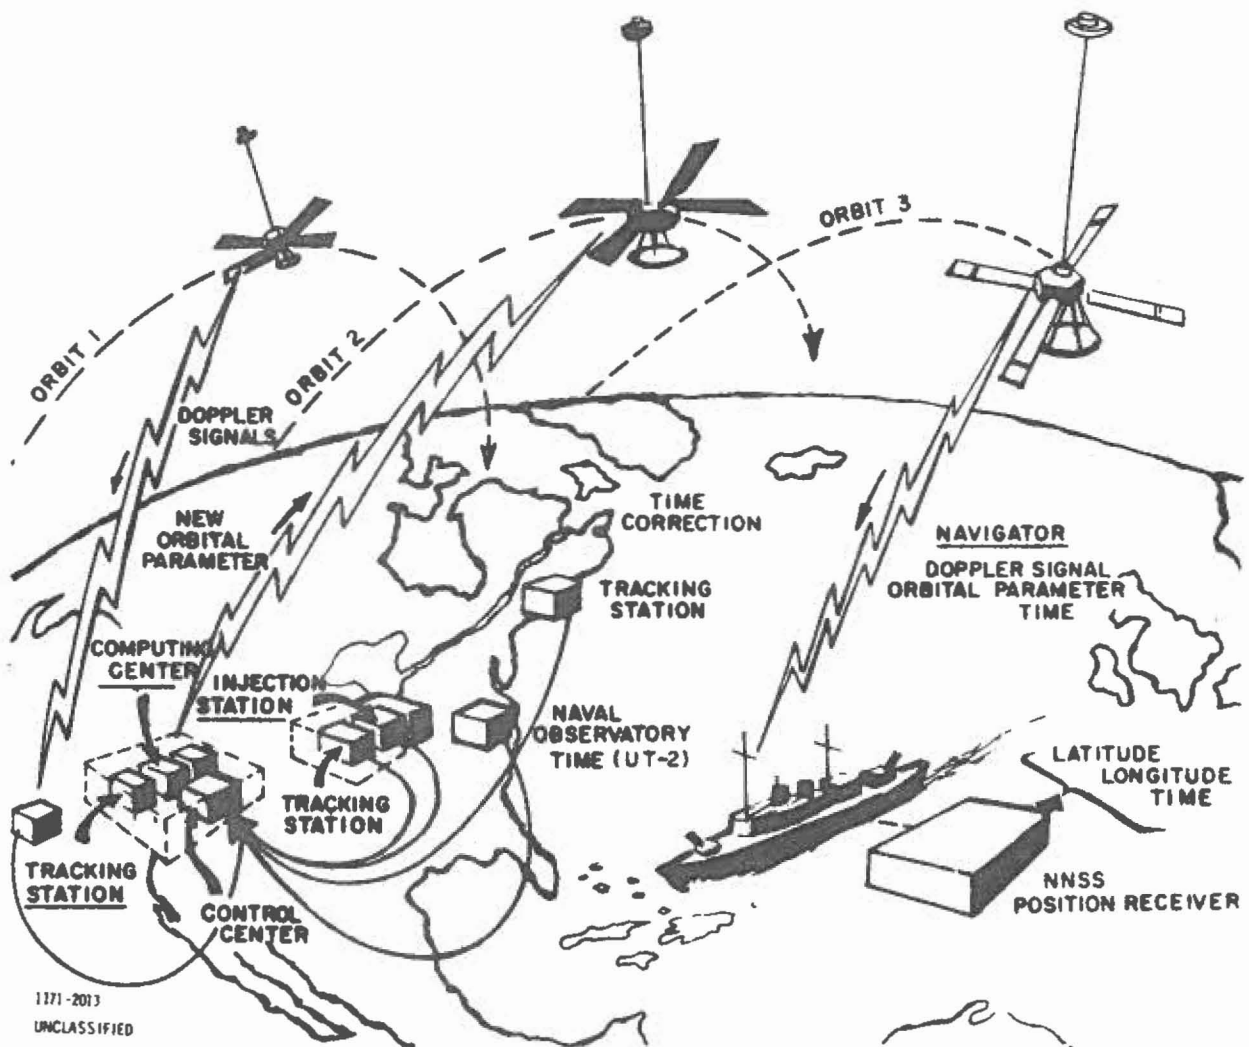 ORBIT 1
ORBIT 2
ORBIT 3
DOPPLER
SIGNALS
NEW
ORBITAL
PARAMETER
TIME
CORRECTION
NAVIGATOR
DOPPLER SIGNAL
ORBITAL PARAMETER
TIME
TRACKING
STATION
COMPUTING
CENTER
INJECTION
STATION
NAVAL
OBSERVATORY
TIME (UT-2)
LATITUDE
LONGITUDE
TIME
TRACKING
STATION
TRACKING
STATION
CONTROL
CENTER
NNSS
POSITION RECEIVER
1171-2013
UNCLASSIFIED